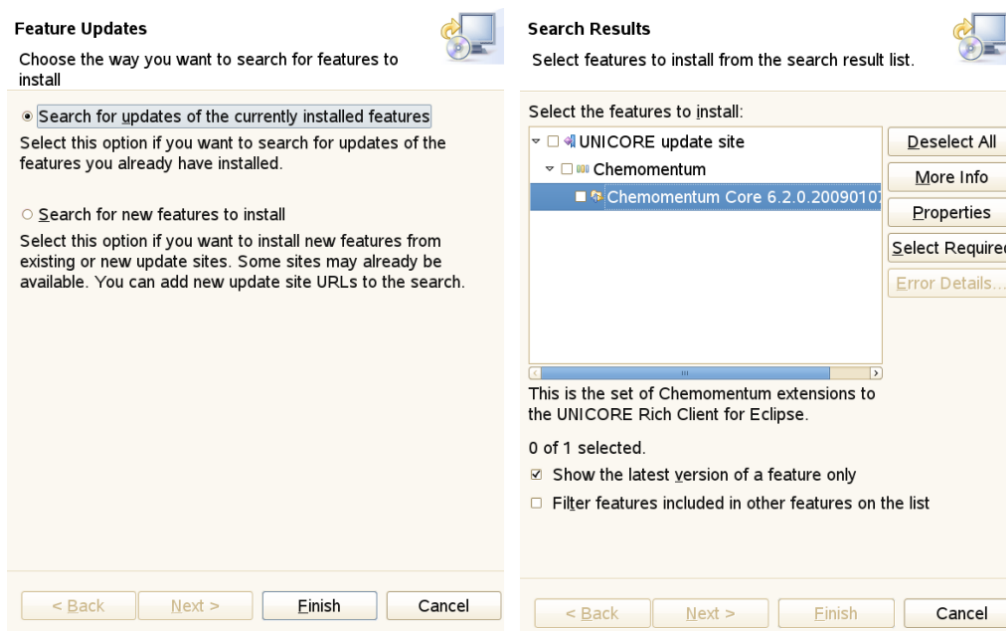 Feature Updates
Choose the way you want to search for features to
install
Search for updates of the currently installed features
Select this option if you want to search for updates of the
features you already have installed.
Search for new features to install
Select this option if you want to install new features from
existing or new update sites. Some sites may already be
available. You can add new update site URLs to the search.
< Back
Next >
Finish
Cancel
Search Results
Select features to install from the search result list.
Select the features to install:
UNICORE update site
Chemomentum
Chemomentum Core 6.2.0.20090107
Deselect All
More Info
Properties
Select Required
Error Details...
This is the set of Chemomentum extensions to
the UNICORE Rich Client for Eclipse.
0 of 1 selected.
Show the latest version of a feature only
Filter features included in other features on the list
< Back
Next >
Finish
Cancel